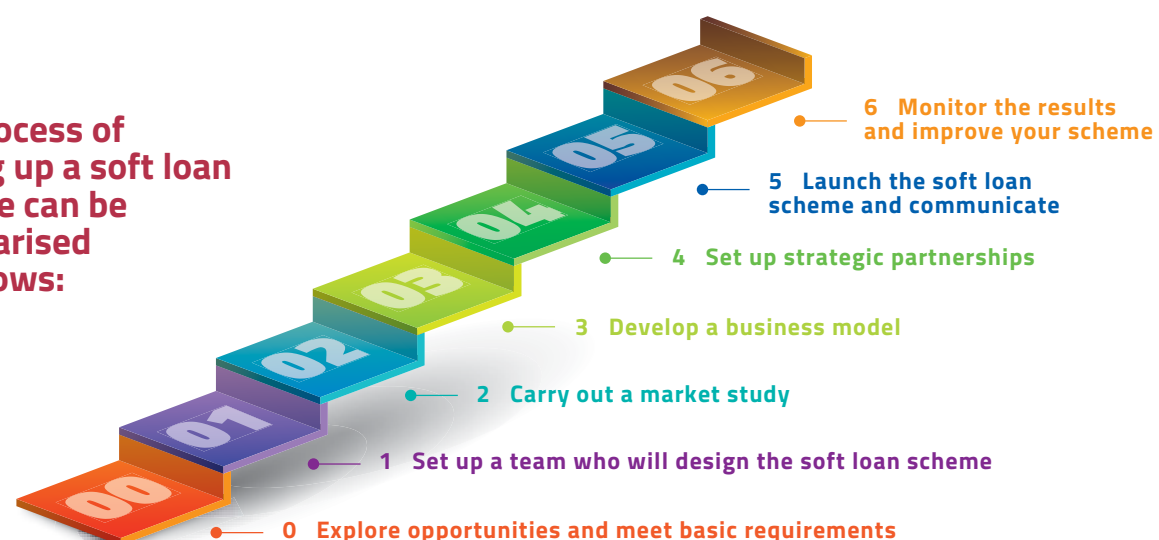 ocess of
g up a soft loan
e can be
arised
ows:
06
6 Monitor the results
and improve your scheme
05
5 Launch the soft loan
scheme and communicate
04
4 Set up strategic partnerships
03
3 Develop a business model
02
2 Carry out a market study
01
1 Set up a team who will design the soft loan scheme
00
0 Explore opportunities and meet basic requirements